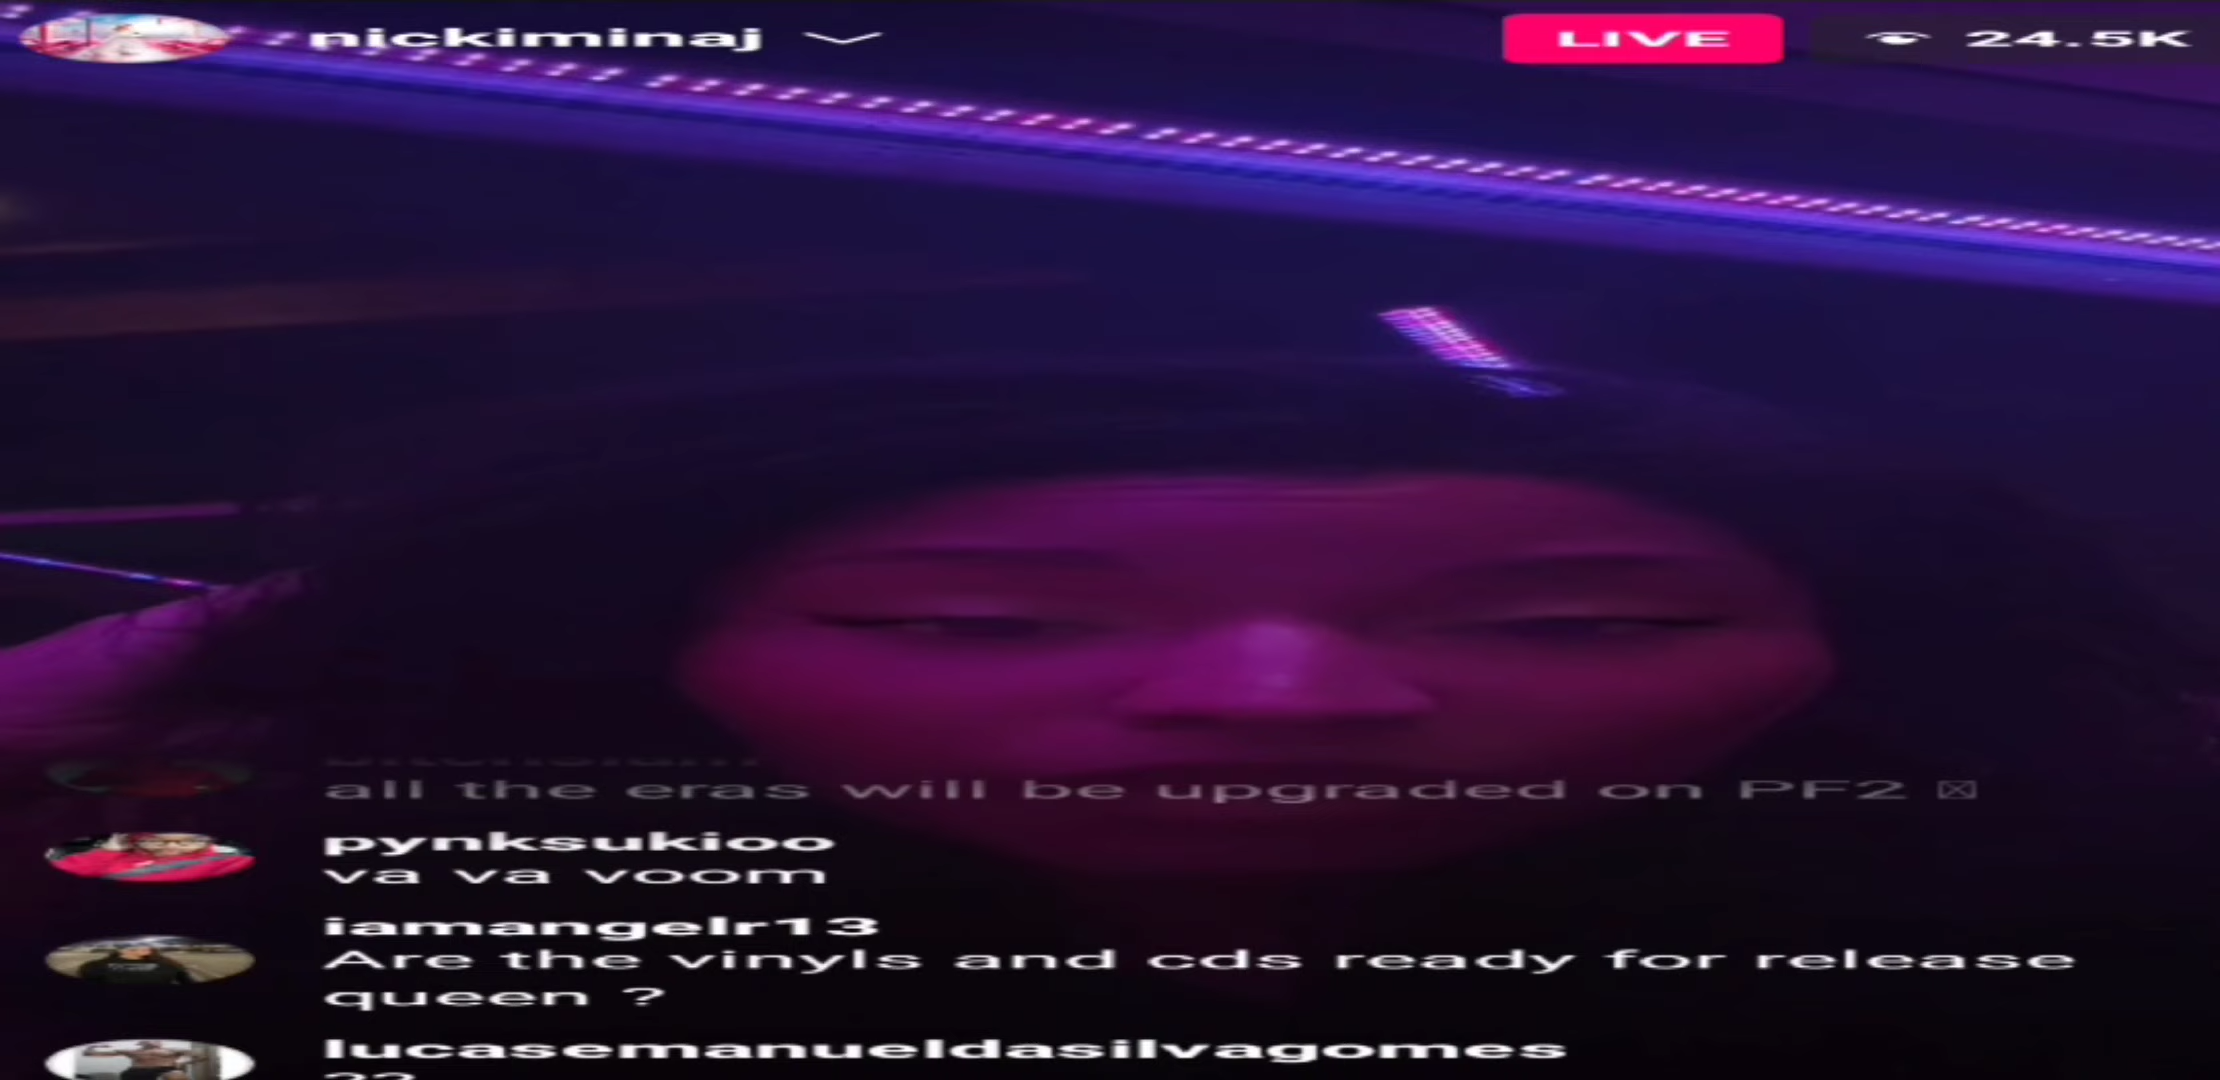 nickiminaj
LIVE
24.5K
all the eras will be upgraded on PF2
pynksukioo
va va voom
iamangelr13
Are the vinyls and cds ready for release
queen ?
lucasemanueldasilvagomes